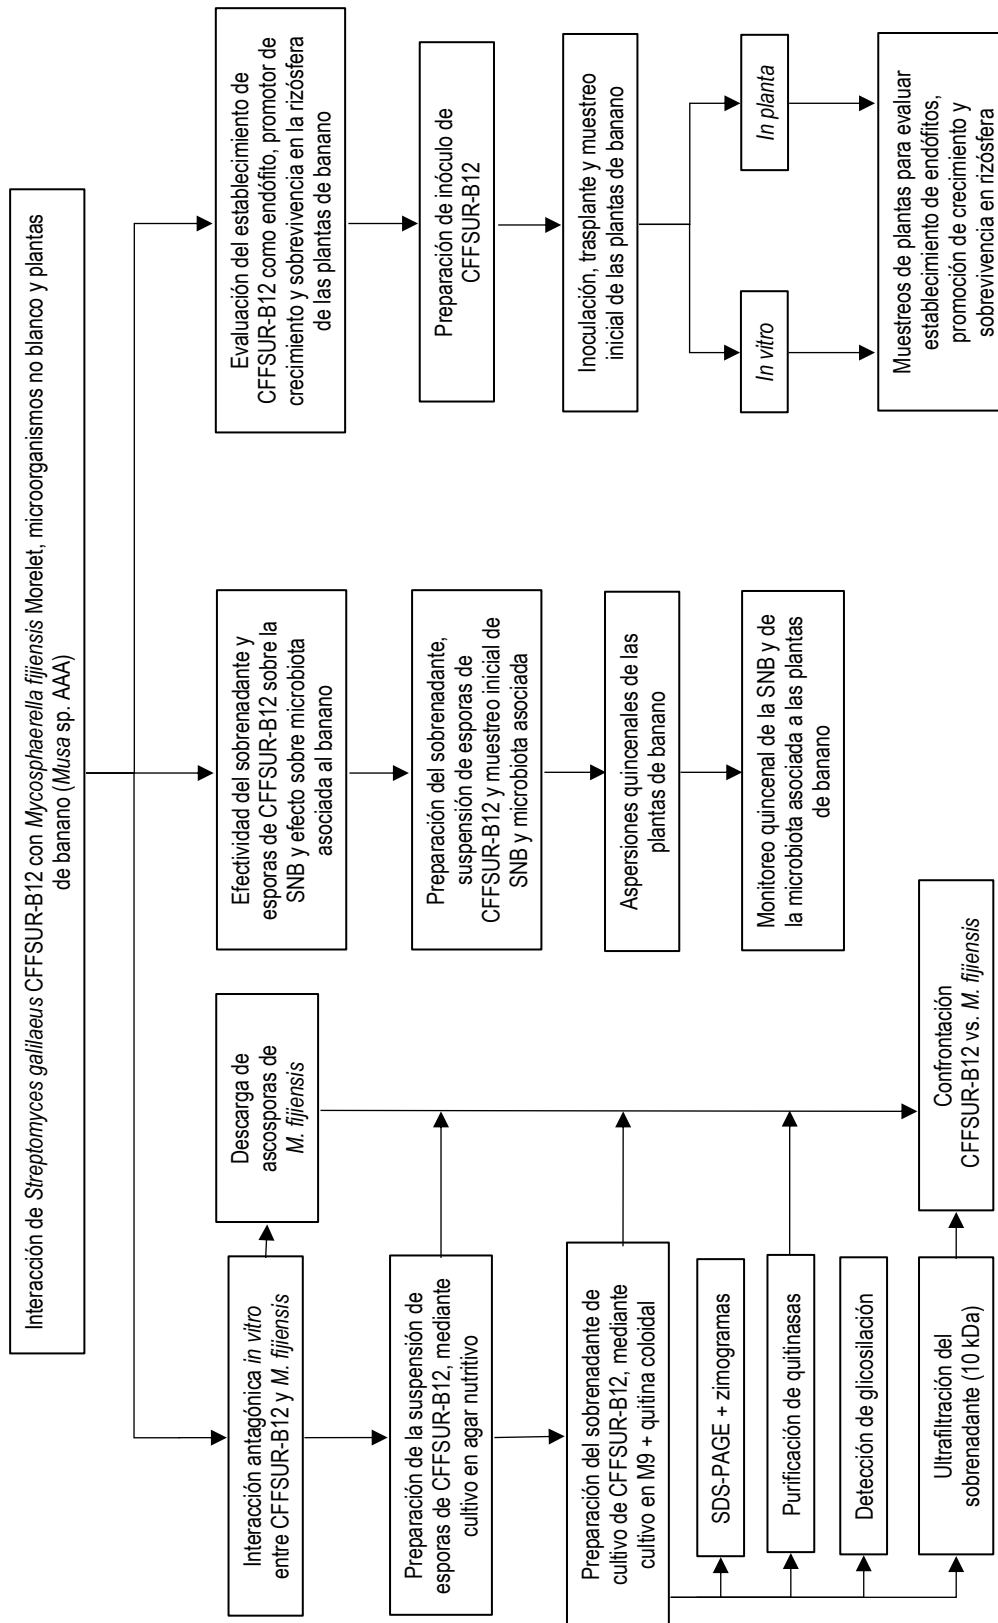 Interacción de Streptomyces galilaeus CFFSUR-B12 con Mycosphaerella fijiensis Morelet, microorganismos no blanco y plantas
de banano (Musa sp. AAA)
Interacción antagónica in vitro
entre CFFSUR-B12 y M. fijiensis
Descarga de
ascosporas de
M. fijiensis
Preparación de la suspensión de
esporas de CFFSUR-B12, mediante
cultivo en agar nutritivo
Preparación del sobrenadante de
cultivo de CFFSUR-B12, mediante
cultivo en M9 + quitina coloidal
SDS-PAGE + zimogramas
Purificación de quitinasas
Detección de glicosilación
Ultrafiltración del
sobrenadante (10 kDa)
Confrontación
CFFSUR-B12 vs. M. fijiensis
Efectividad del sobrenadante y
esporas de CFFSUR-B12 sobre la
SNB y efecto sobre microbiota
asociada al banano
Preparación del sobrenadante,
suspensión de esporas de
CFFSUR-B12 y muestreo inicial de
SNB y microbiota asociada
Aspersiones quincenales de las
plantas de banano
Monitoreo quincenal de la SNB y de
la microbiota asociada a las plantas
de banano
Evaluación del establecimiento de
CFFSUR-B12 como endófito, promotor de
crecimiento y sobrevivencia en la rizósfera
de las plantas de banano
Preparación de inóculo de
CFFSUR-B12
Inoculación, trasplante y muestreo
inicial de las plantas de banano
In vitro
In planta
Muestreos de plantas para evaluar
establecimiento de endófitos,
promoción de crecimiento y
sobrevivencia en rizósfera